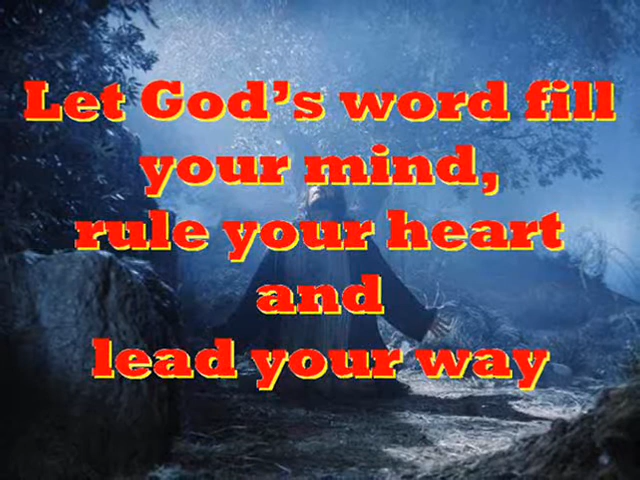 Let God's word fill
your mind,
rule your heart
and
lead your way